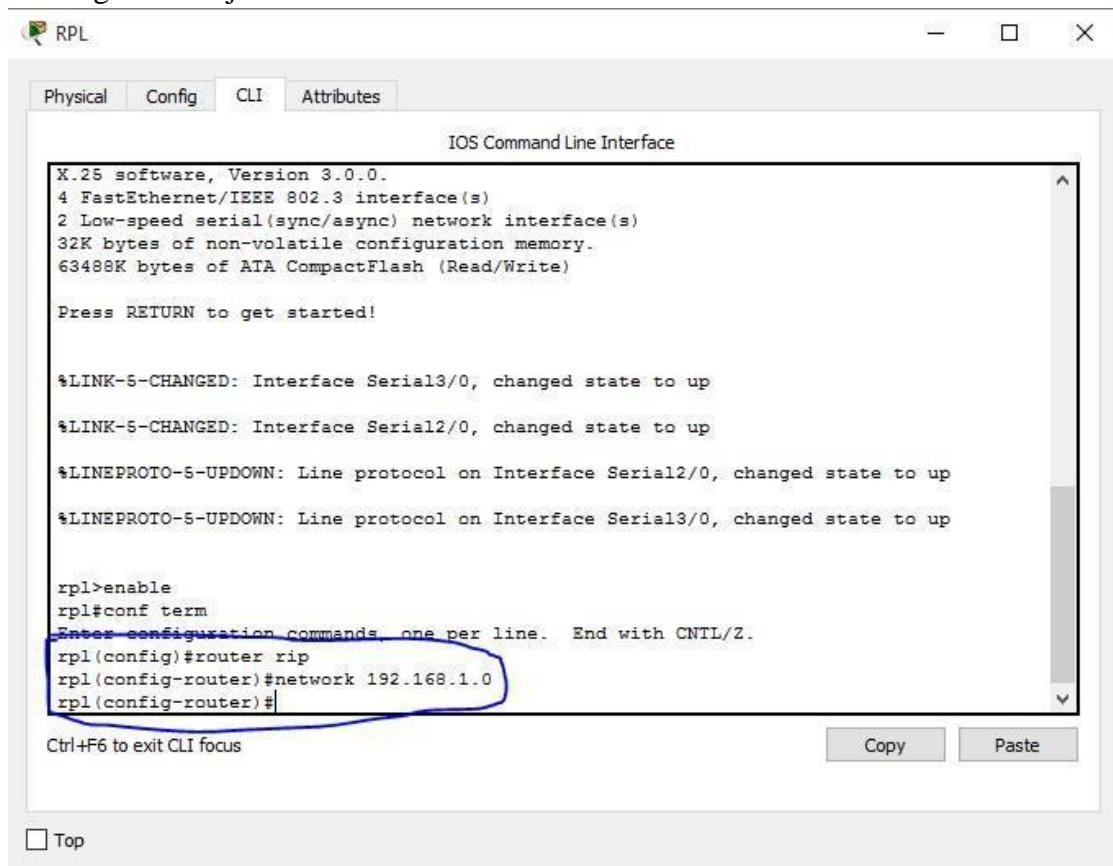 RPL
Physical Config CLI Attributes
IOS Command Line Interface
X.25 software, Version 3.0.0.
4 FastEthernet/IEEE 802.3 interface(s)
2 Low-speed serial(sync/async) network interface(s)
32K bytes of non-volatile configuration memory.
63488K bytes of ATA CompactFlash (Read/Write)
Press RETURN to get started!
%LINK-5-CHANGED: Interface Serial3/0, changed state to up
%LINK-5-CHANGED: Interface Serial2/0, changed state to up
%LINEPROTO-5-UPDOWN: Line protocol on Interface Serial2/0, changed state to up
%LINEPROTO-5-UPDOWN: Line protocol on Interface Serial3/0, changed state to up
rpl>enable
rpl#conf term
Enter configuration commands, one per line. End with CNTL/Z.
rpl(config)#router rip
rpl(config-router)#network 192.168.1.0
rpl(config-router)#
Ctrl+F6 to exit CLI focus
Copy Paste
Top